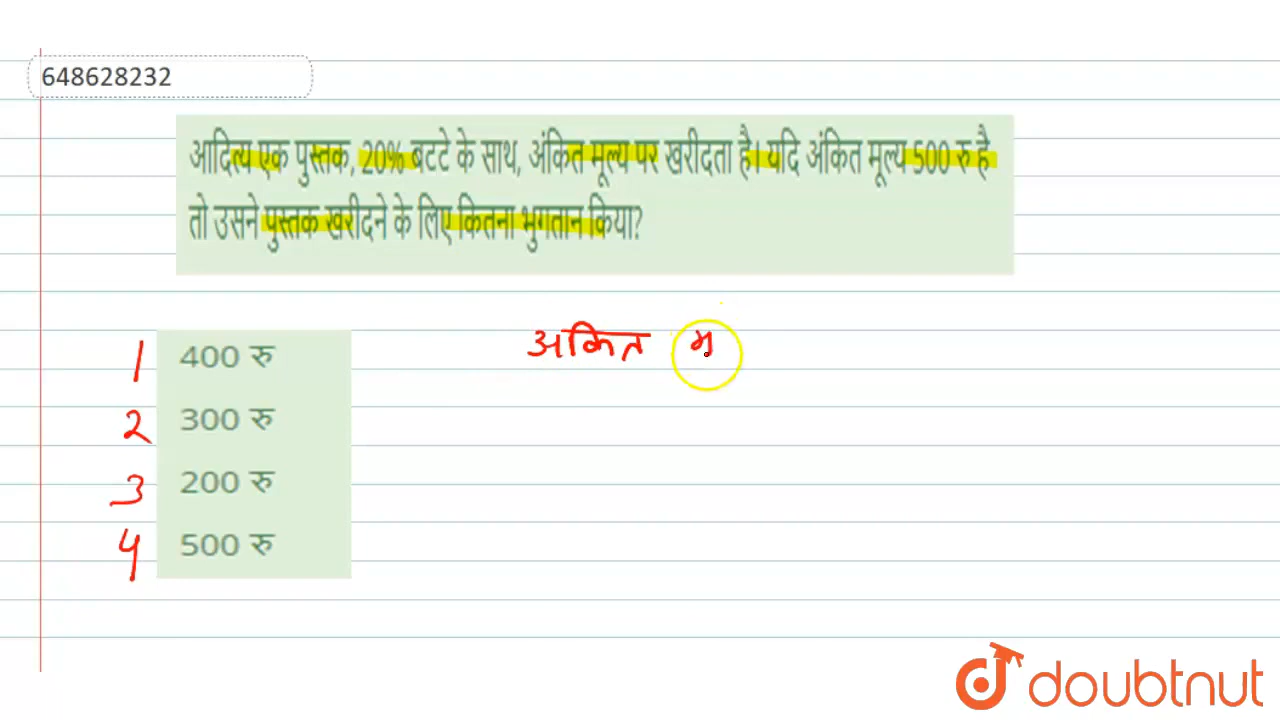 648628232
आदित्य एक पुस्तक, 20% बटटे के साथ, अंकित मूल्य पर खरीदता है। यदि अंकित मूल्य 500 रु है
तो उसने पुस्तक खरीदने के लिए कितना भुगतान किया?
अंकित म
1 400 रु
2 300 रु
3 200 रु
4 500 रु
doubtnut